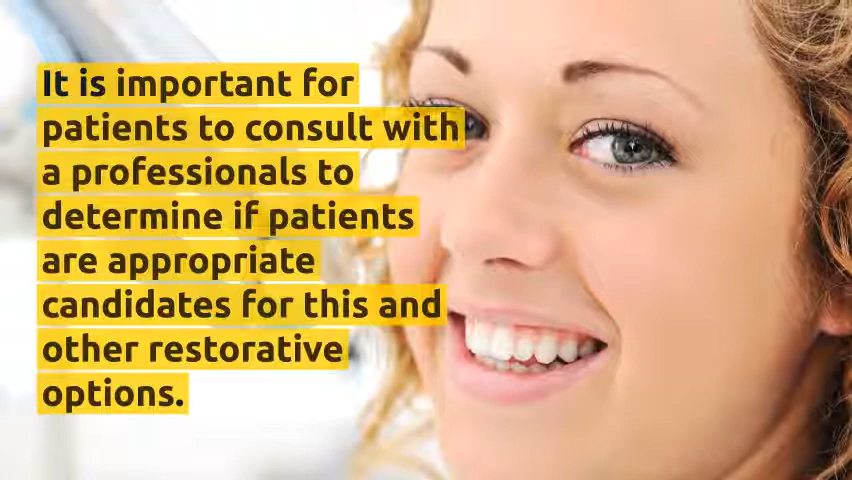 It is important for
patients to consult with
a professionals to
determine if patients
are appropriate
candidates for this and
other restorative
options.